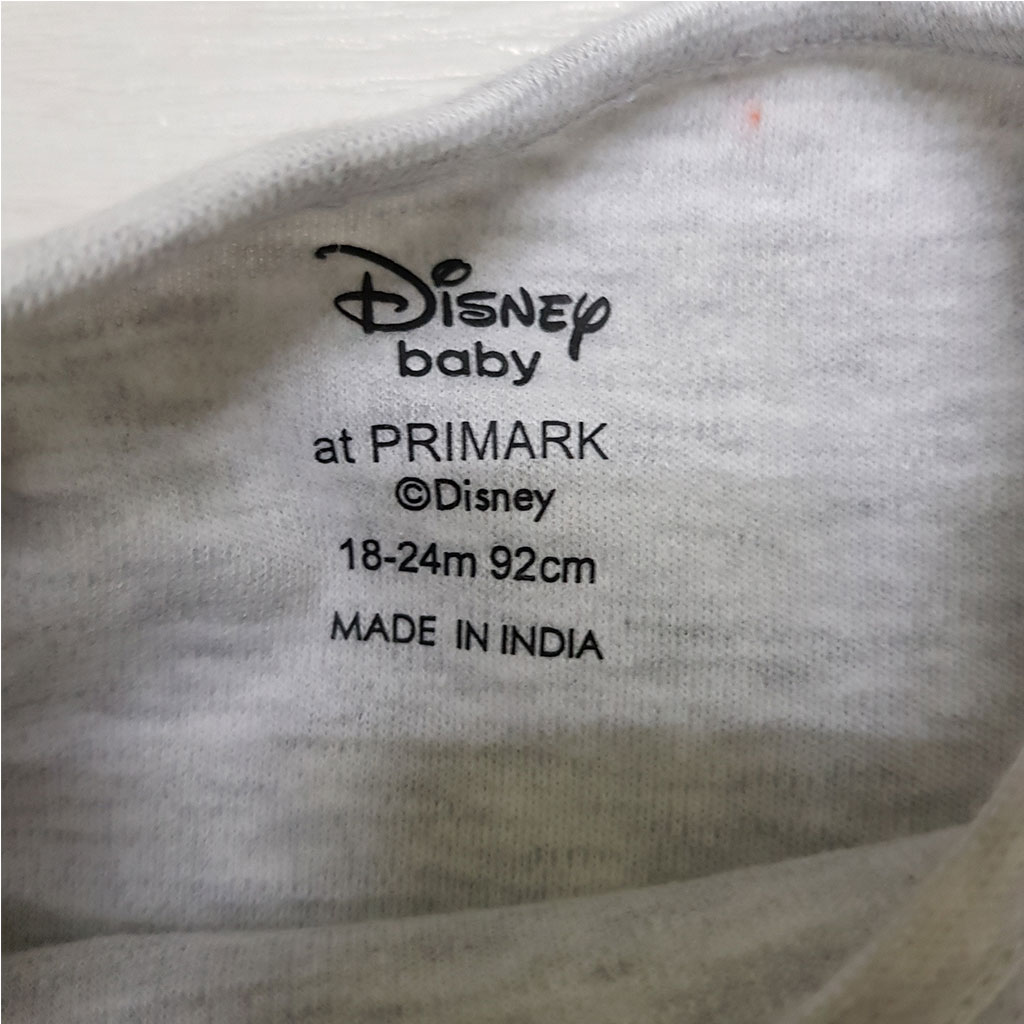 Disney
baby
at PRIMARK
©Disney
18-24m 92cm
MADE IN INDIA